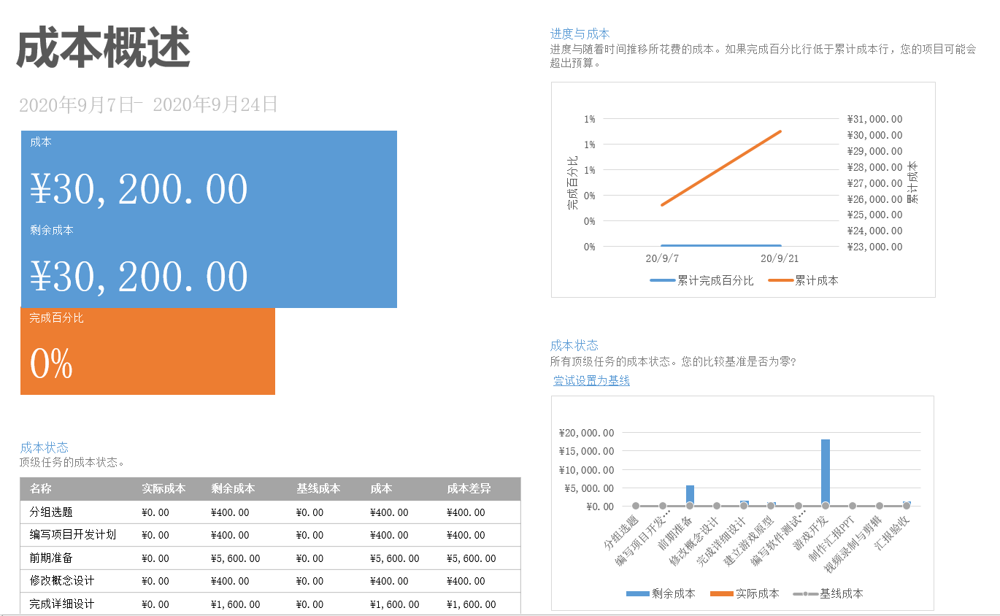 成本概述
2020年9月7日- 2020年9月24日
成本
¥30,200.00
剩余成本
¥30,200.00
完成百分比
0%
成本状态
顶级任务的成本状态。
名称 实际成本 剩余成本 基线成本 成本 成本差异
分组选题 ¥0.00 ¥400.00 ¥0.00 ¥400.00 ¥400.00
编写项目开发计划 ¥0.00 ¥400.00 ¥0.00 ¥400.00 ¥400.00
前期准备 ¥0.00 ¥5,600.00 ¥0.00 ¥5,600.00 ¥5,600.00
修改概念设计 ¥0.00 ¥400.00 ¥0.00 ¥400.00 ¥400.00
完成详细设计 ¥0.00 ¥1,600.00 ¥0.00 ¥1,600.00 ¥1,600.00
进度与成本
进度与随着时间推移所花费的成本。如果完成百分比行低于累计成本行，您的项目可能会
超出预算。
完成百分比
1%
1%
1%
0%
0%
0%
¥31,000.00
¥30,000.00
¥29,000.00
¥28,000.00
¥27,000.00
¥26,000.00
¥25,000.00
¥24,000.00
¥23,000.00
累计成本
20/9/7 20/9/21
累计完成百分比 累计成本
成本状态
所有顶级任务的成本状态。您的比较基准是否为零?
尝试设置为基线
¥20,000.00
¥15,000.00
¥10,000.00
¥5,000.00
¥0.00
分组选题
编写项目开发…
前期准备
修改概念设计
完成详细设计
建立游戏原型
编写软件测试…
游戏开发
制作汇报PPT
视频录制与剪辑
汇报验收
剩余成本 实际成本 基线成本